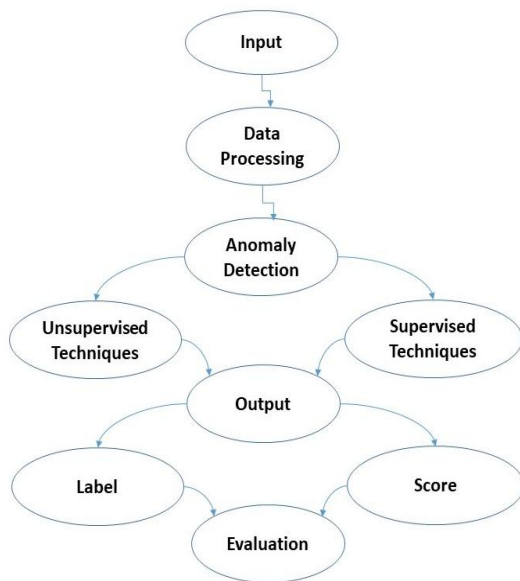 Input
Data
Processing
Anomaly
Detection
Unsupervised
Techniques
Supervised
Techniques
Output
Label
Score
Evaluation